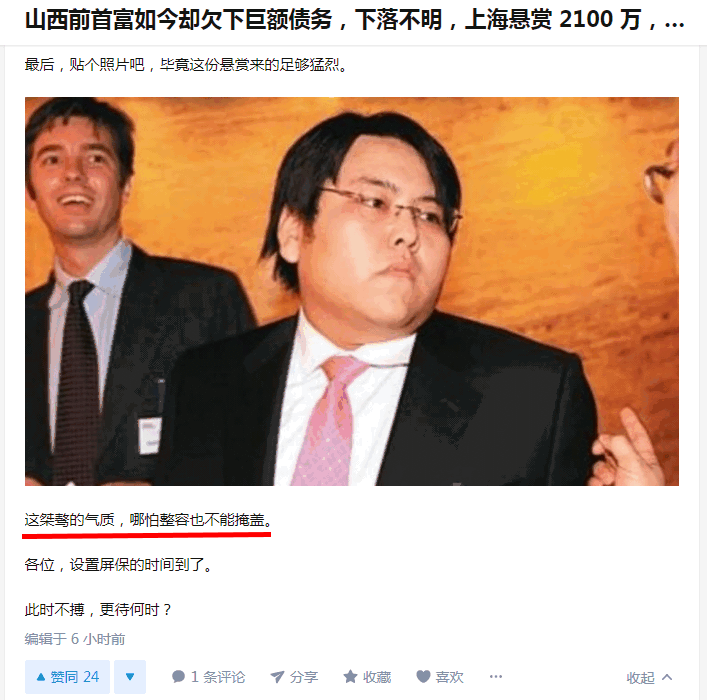 山西前首富如今却欠下巨额债务，下落不明，上海悬赏 2100 万，...
最后，贴个照片吧，毕竟这份悬赏来的足够猛烈。
这桀骜的气质，哪怕整容也不能掩盖。
各位，设置屏保的时间到了。
此时不搏，更待何时？
编辑于 6 小时前
赞同 24
1 条评论
分享
收藏
喜欢
收起